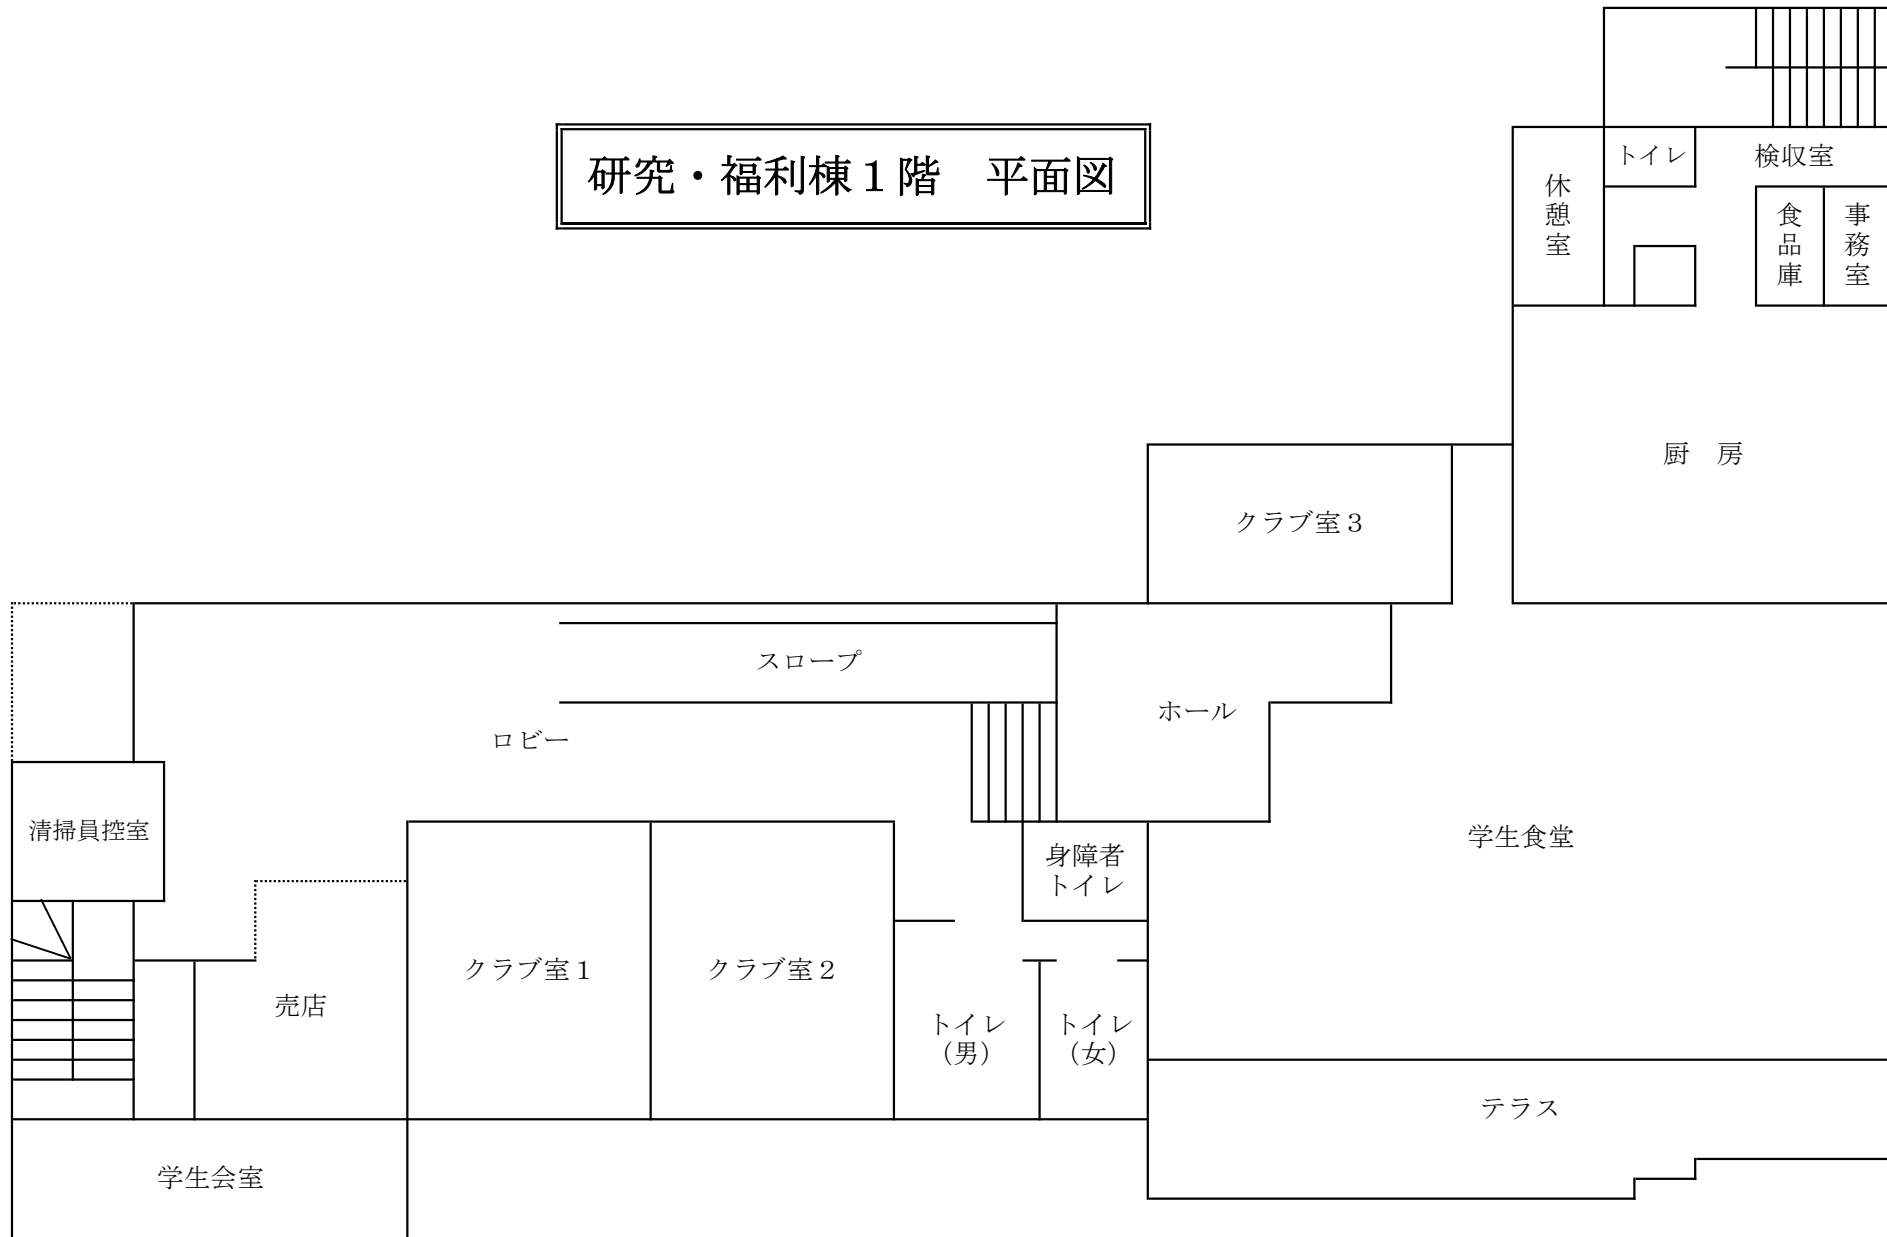 研究・福利棟１階　平面図
トイレ
検収室
休憩室
食品庫
事務室
厨　房
クラブ室３
スロープ
ホール
ロビー
清掃員控室
身障者
トイレ
学生食堂
クラブ室１
クラブ室２
売店
トイレ
（男）
トイレ
（女）
テラス
学生会室